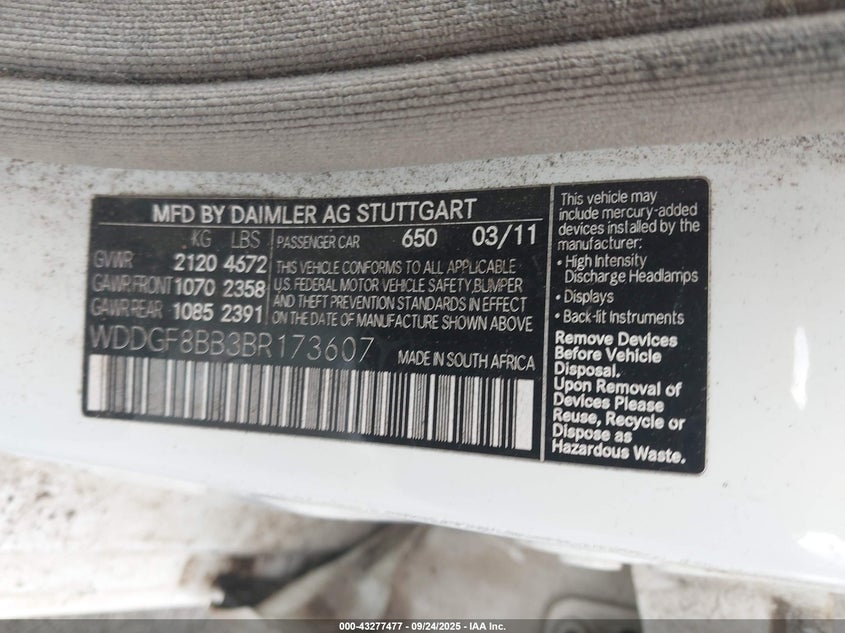 MFD BY DAIMLER AG STUTTGART
KG LBS
GVWR 2120 4672
GAWR FRONT 1070 2358
GAWR REAR 1085 2391
PASSENGER CAR 650 03/11
THIS VEHICLE CONFORMS TO ALL APPLICABLE
U.S. FEDERAL MOTOR VEHICLE SAFETY, BUMPER
AND THEFT PREVENTION STANDARDS IN EFFECT
ON THE DATE OF MANUFACTURE SHOWN ABOVE
WDDGF8BB3BR173607
MADE IN SOUTH AFRICA
This vehicle may
include mercury-added
devices installed by the
manufacturer:
• High Intensity
Discharge Headlamps
• Displays
• Back-lit Instruments
Remove Devices
Before Vehicle
Disposal.
Upon Removal of
Devices Please
Reuse, Recycle or
Dispose as
Hazardous Waste.
000-43277477 - 09/24/2025 - IAA Inc.